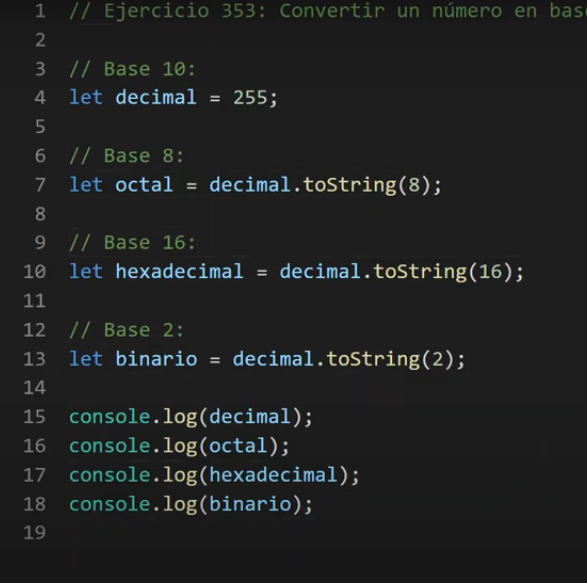 1 // Ejercicio 353: Convertir un número en
2
3 // Base 10:
4 let decimal = 255;
5
6 // Base 8:
7 let octal = decimal.toString(8);
8
9 // Base 16:
10 let hexadecimal = decimal.toString(16);
11
12 // Base 2:
13 let binario = decimal.toString(2);
14
15 console.log(decimal);
16 console.log(octal);
17 console.log(hexadecimal);
18 console.log(binario);
19